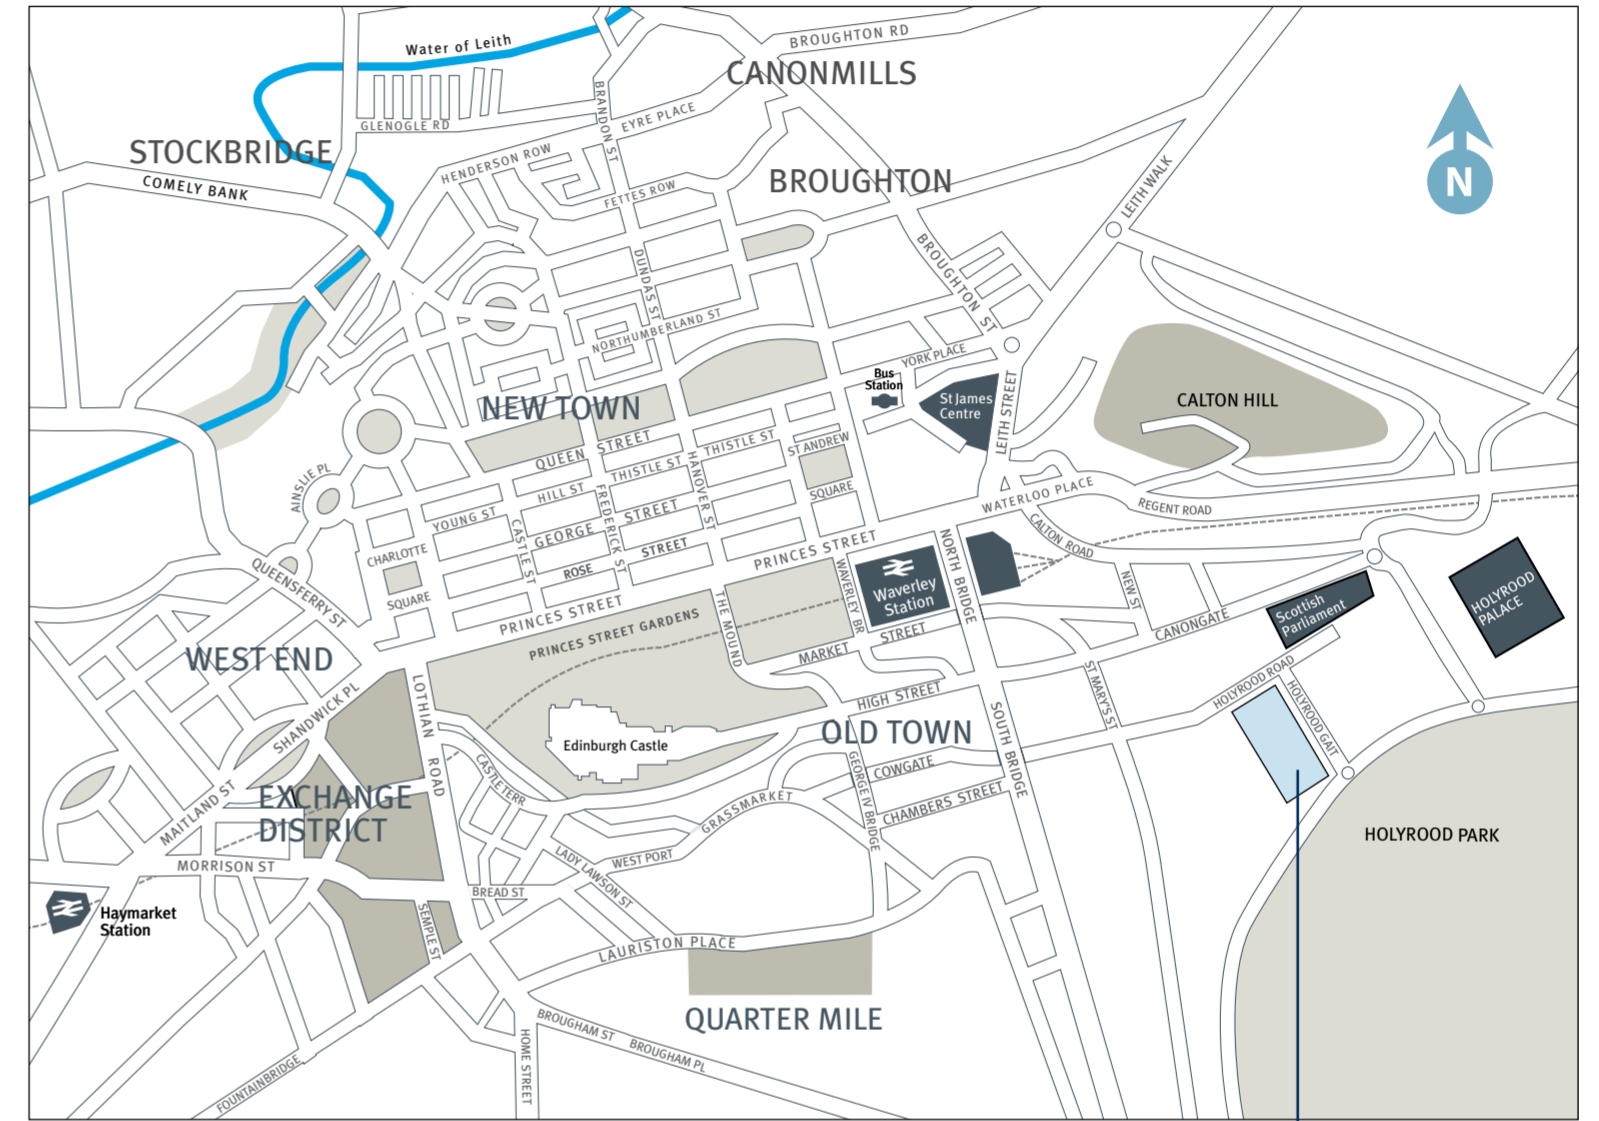 Water of Leith
BROUGHTON RD
CANONMILLS
BRANDON ST
EYRE PLACE
GLENOGLE RD
STOCKBRIDGE
HENDERSON ROW
COMELY BANK
FETTES ROW
BROUGHTON
LEITH WALK
N
BROUGHTON ST
DUNDAS ST
NORTHUMBERLAND ST
YORK PLACE
Bus
Station
St James
Centre
LEITH STREET
CALTON HILL
NEW TOWN
QUEEN STREET
THISTLE ST
THISTLE ST
ST ANDREW
SQUARE
HANOVER ST
AINSLIE PL
HILL ST
YOUNG ST
FREDERICK ST
CASTLE ST
GEORGE STREET
ROSE STREET
CHARLOTTE
SQUARE
PRINCES STREET
PRINCES STREET
WATERLOO PLACE
REGENT ROAD
CALTON ROAD
QUEENSFERRY ST
WAVERLEY BR
Waverley
Station
NORTH BRIDGE
NEW ST
CANONGATE
Scottish
Parliament
HOLYROOD
PALACE
PRINCES STREET GARDENS
THE MOUND
MARKET STREET
WEST END
SHANDWICK PL
LOTHIAN ROAD
HIGH STREET
ST MARY'S ST
HOLYROOD ROAD
HOLYROOD GAIT
Edinburgh Castle
OLD TOWN
SOUTH BRIDGE
CASTLE TERR
GEORGE IV BRIDGE
COWGATE
CHAMBERS STREET
GRASSMARKET
MAITLAND ST
EXCHANGE
DISTRICT
HOLYROOD PARK
MORRISON ST
WEST PORT
LADY LAWSON ST
BREAD ST
Haymarket
Station
SEMPLE ST
LAURISTON PLACE
QUARTER MILE
BROUGHAM ST
BROUGHAM PL
HOME STREET
FOUNTAINBRIDGE